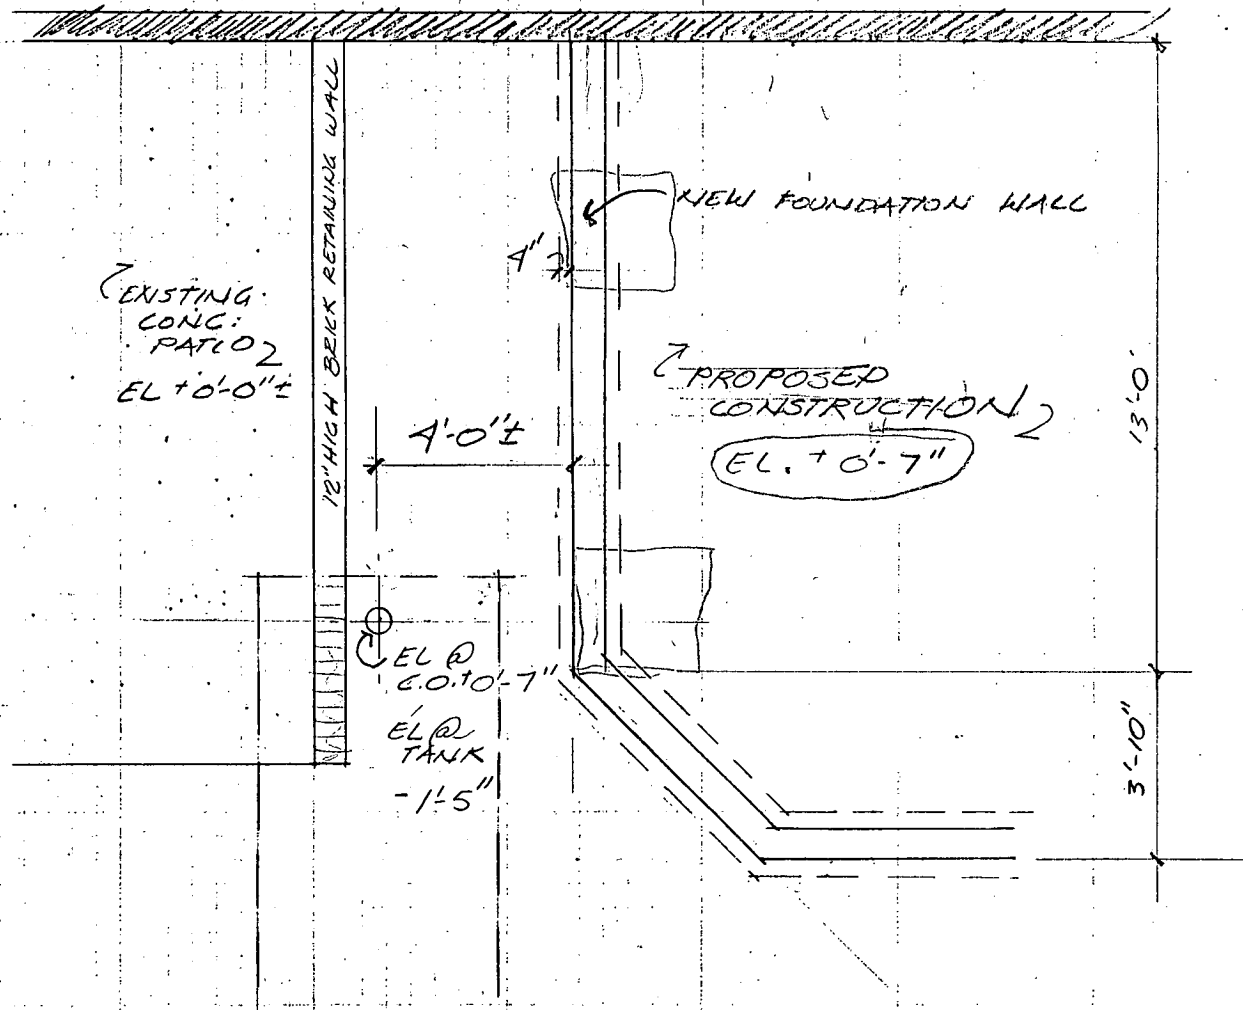 12" HIGH BRICK RETAINING WALL
NEW FOUNDATION WALL
4"
EXISTING
CONC.
PATIO
EL +0'-0"±
PROPOSED
CONSTRUCTION
EL. +0'-7"
4'-0"±
13'-0"
EL @
C.O. +0'-7"
EL @
TANK
-1'-5"
3'-10"